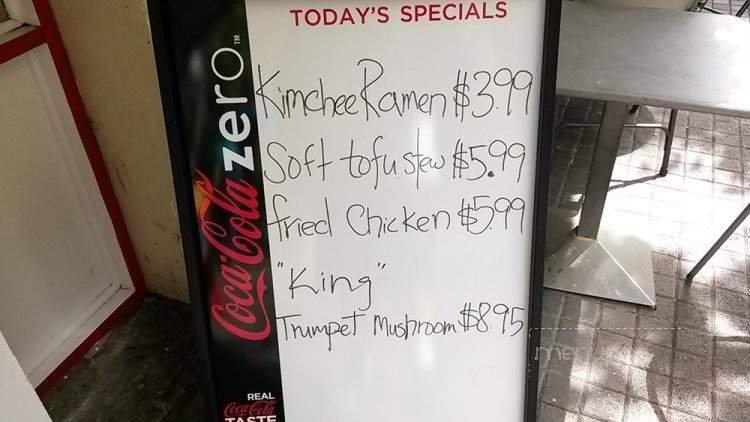 TODAY'S SPECIALS
Kimchee Ramen $3.99
Soft tofu stew $5.99
fried Chicken $5.99
"King"
Trumpet Mushroom $8.95
Coca-Cola zero™
REAL
Coca-Cola
TASTE